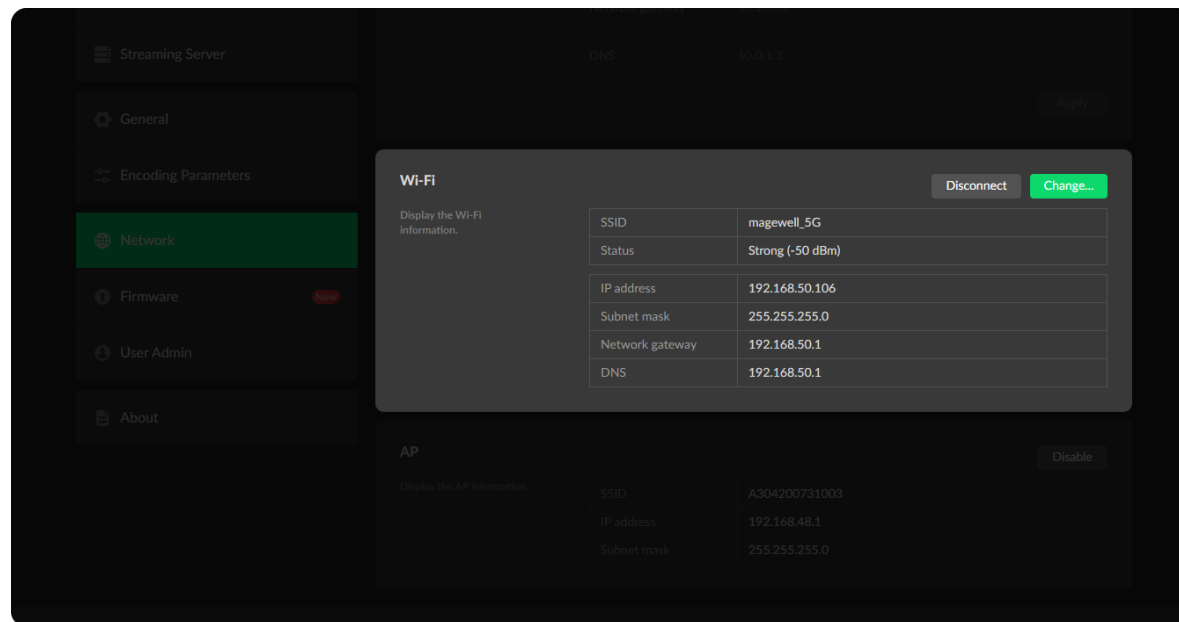 Streaming Server
DNS 10.0.1.3
General
Apply
Encoding Parameters
Wi-Fi
Disconnect Change...
Display the Wi-Fi
information.
SSID magewell_5G
Status Strong (-50 dBm)
Network
IP address 192.168.50.106
Firmware New
Subnet mask 255.255.255.0
Network gateway 192.168.50.1
User Admin
DNS 192.168.50.1
About
AP
Disable
Display the AP information.
SSID A304200731003
IP address 192.168.48.1
Subnet mask 255.255.255.0